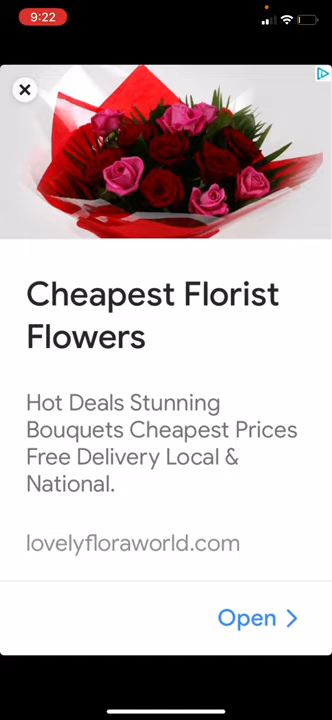 9:22
Cheapest Florist
Flowers
Hot Deals Stunning
Bouquets Cheapest Prices
Free Delivery Local &
National.
lovelyfloraworld.com
Open